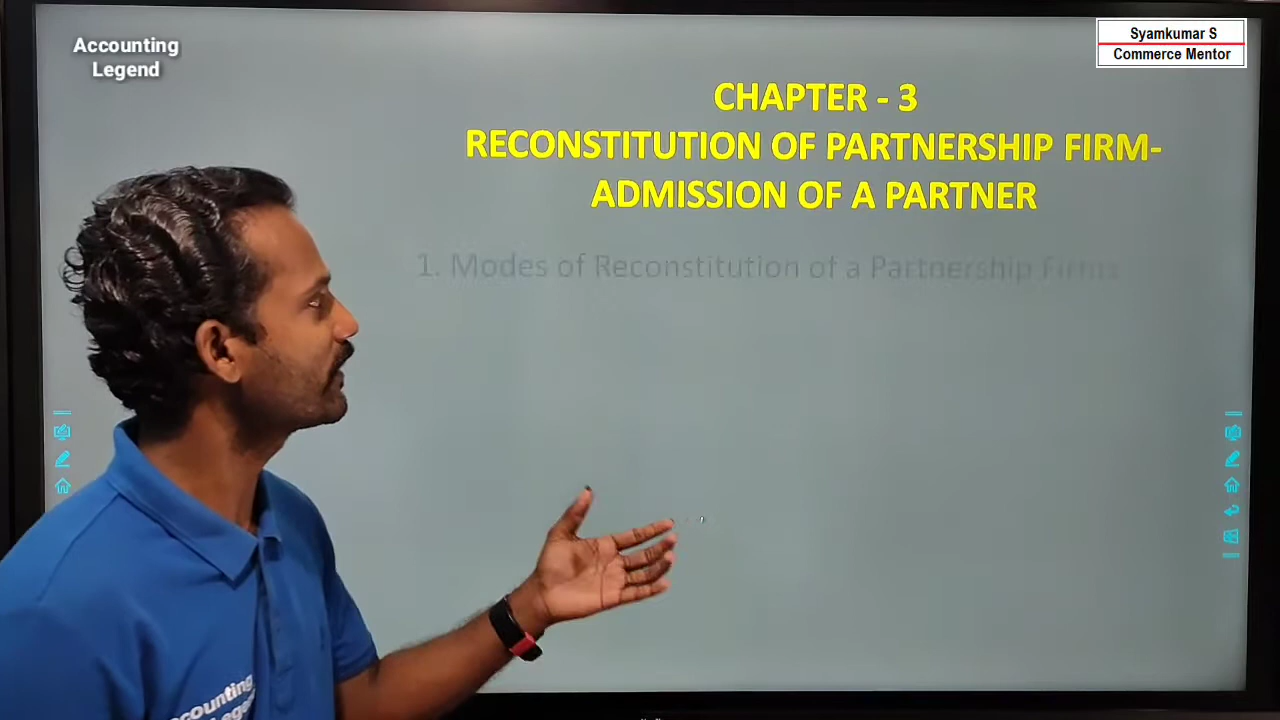 Accounting
Legend
Syamkumar S
Commerce Mentor
CHAPTER - 3
RECONSTITUTION OF PARTNERSHIP FIRM-
ADMISSION OF A PARTNER
1. Modes of Reconstitution of a Partnership Firms